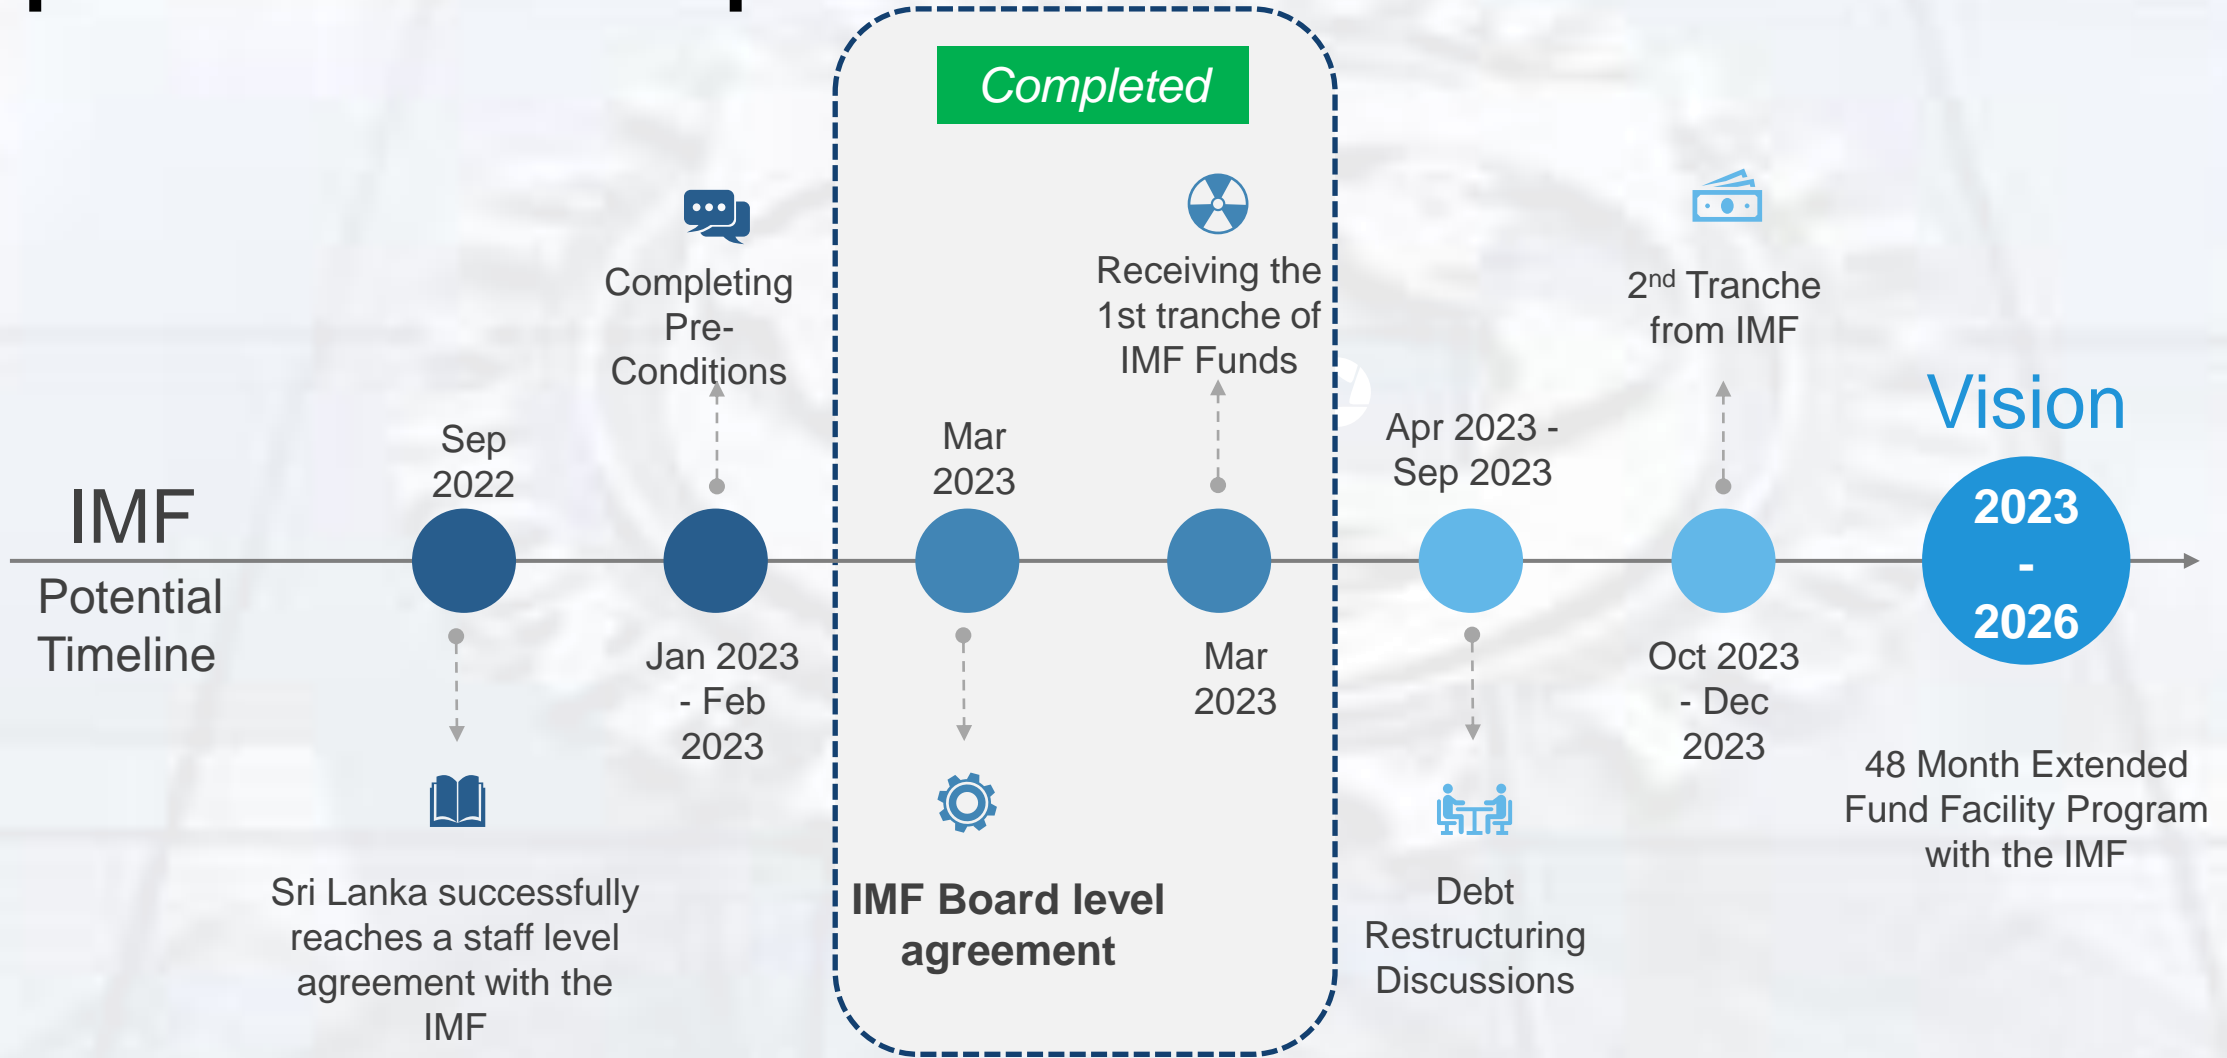 Completed
IMF
Potential
Timeline
Sep
2022
Sri Lanka successfully
reaches a staff level
agreement with the
IMF
Completing
Pre-
Conditions
Jan 2023
- Feb
2023
Mar
2023
IMF Board level
agreement
Receiving the
1st tranche of
IMF Funds
Mar
2023
Apr 2023 -
Sep 2023
Debt
Restructuring
Discussions
2nd Tranche
from IMF
Oct 2023
- Dec
2023
Vision
2023
-
2026
48 Month Extended
Fund Facility Program
with the IMF